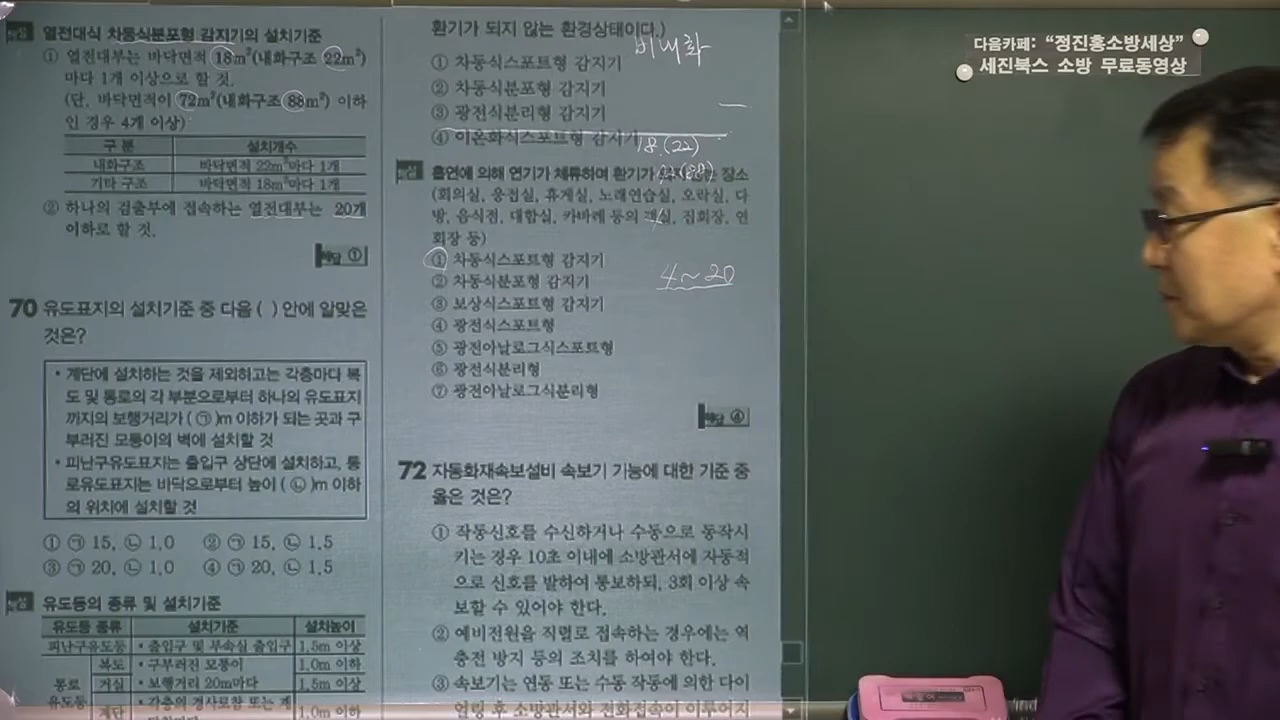 해설 열전대식 차동식분포형 감지기의 설치기준
① 열전대부는 바닥면적 18m²(내화구조 22m²)
마다 1개 이상으로 할 것.
(단, 바닥면적이 72m²(내화구조 88m²) 이하
인 경우 4개 이상)
구 분 설치개수
내화구조 바닥면적 22m²마다 1개
기타 구조 바닥면적 18m²마다 1개
② 하나의 검출부에 접속하는 열전대부는 20개
이하로 할 것.
해답 ①
70 유도표지의 설치기준 중 다음 ( ) 안에 알맞은
것은?
• 계단에 설치하는 것을 제외하고는 각층마다 복
도 및 통로의 각 부분으로부터 하나의 유도표지
까지의 보행거리가 (㉠)m 이하가 되는 곳과 구
부러진 모퉁이의 벽에 설치할 것
• 피난구유도표지는 출입구 상단에 설치하고, 통
로유도표지는 바닥으로부터 높이 (㉡)m 이하
의 위치에 설치할 것
① ㉠ 15, ㉡ 1.0 ② ㉠ 15, ㉡ 1.5
③ ㉠ 20, ㉡ 1.0 ④ ㉠ 20, ㉡ 1.5
해설 유도등의 종류 및 설치기준
유도등 종류 설치기준 설치높이
피난구유도등 • 출입구 및 부속실 출입구 1.5m 이상
복도 • 구부러진 모퉁이 1.0m 이하
통로 거실 • 보행거리 20m마다 1.5m 이상
유도등 계단 • 각층의 경사로참 또는 계 1.0m 이하
환기가 되지 않는 환경상태이다.)
비내화
① 차동식스포트형 감지기
② 차동식분포형 감지기
③ 광전식분리형 감지기
④ 이온화식스포트형 감지기
18.(22)
해설 흡연에 의해 연기가 체류하며 환기가 장소
(회의실, 응접실, 휴게실, 노래연습실, 오락실, 다
방, 음식점, 대합실, 카바레 등의 객실, 집회장, 연
회장 등)
① 차동식스포트형 감지기
② 차동식분포형 감지기
4~20
③ 보상식스포트형 감지기
④ 광전식스포트형
⑤ 광전아날로그식스포트형
⑥ 광전식분리형
⑦ 광전아날로그식분리형
해답 ④
72 자동화재속보설비 속보기 기능에 대한 기준 중
옳은 것은?
① 작동신호를 수신하거나 수동으로 동작시
키는 경우 10초 이내에 소방관서에 자동적
으로 신호를 발하여 통보하되, 3회 이상 속
보할 수 있어야 한다.
② 예비전원을 직렬로 접속하는 경우에는 역
충전 방지 등의 조치를 하여야 한다.
③ 속보기는 연동 또는 수동 작동에 의한 다이
얼링 후 소방관서와 전화접속이 이루어지
다음카페: “정진홍소방세상”
세진북스 소방 무료동영상